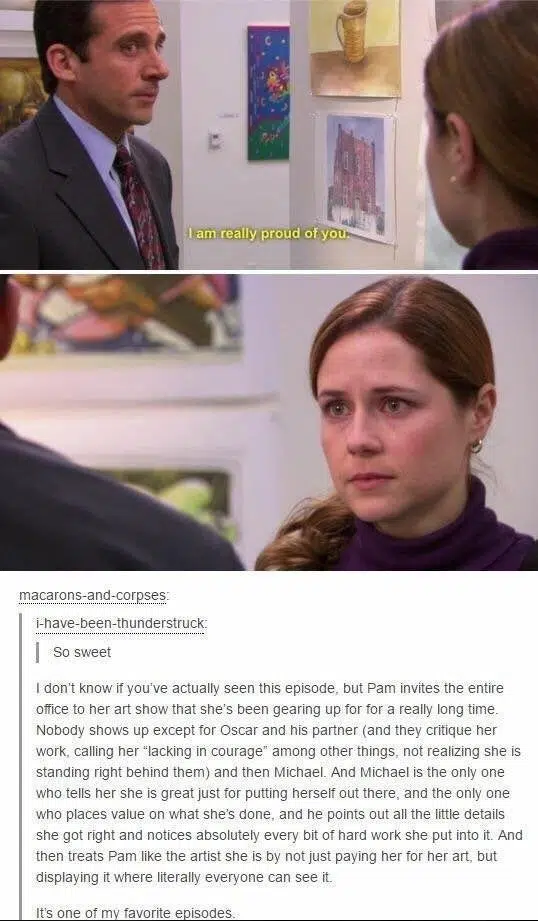 I am really proud of you.
macarons-and-corpses:
i-have-been-thunderstruck:
So sweet
I don't know if you've actually seen this episode, but Pam invites the entire
office to her art show that she's been gearing up for for a really long time.
Nobody shows up except for Oscar and his partner (and they critique her
work, calling her “lacking in courage” among other things, not realizing she is
standing right behind them) and then Michael. And Michael is the only one
who tells her she is great just for putting herself out there, and the only one
who places value on what she's done, and he points out all the little details
she got right and notices absolutely every bit of hard work she put into it. And
then treats Pam like the artist she is by not just paying her for her art, but
displaying it where literally everyone can see it.
It's one of my favorite episodes.